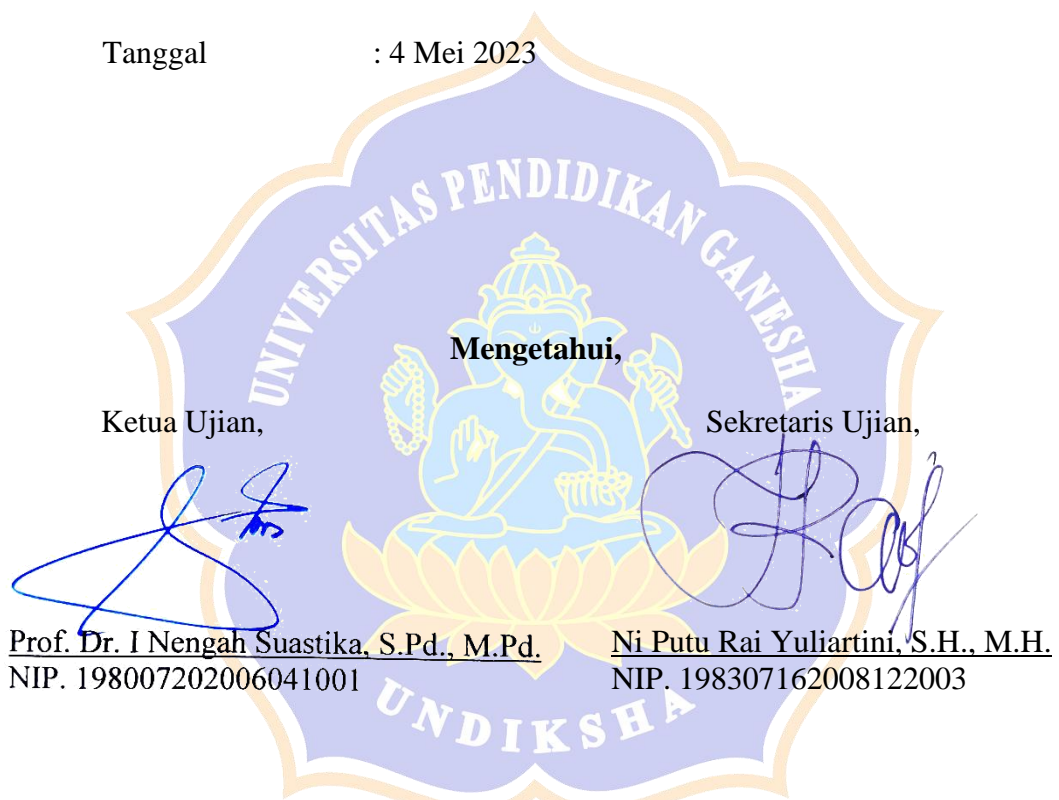 Tanggal : 4 Mei 2023
UNIVERSITAS PENDIDIKAN GANESHA
Mengetahui,
Ketua Ujian, Sekretaris Ujian,
Prof. Dr. I Nengah Suastika, S.Pd., M.Pd. Ni Putu Rai Yuliartini, S.H., M.H.
NIP. 198007202006041001 NIP. 198307162008122003
UNDIKSHA